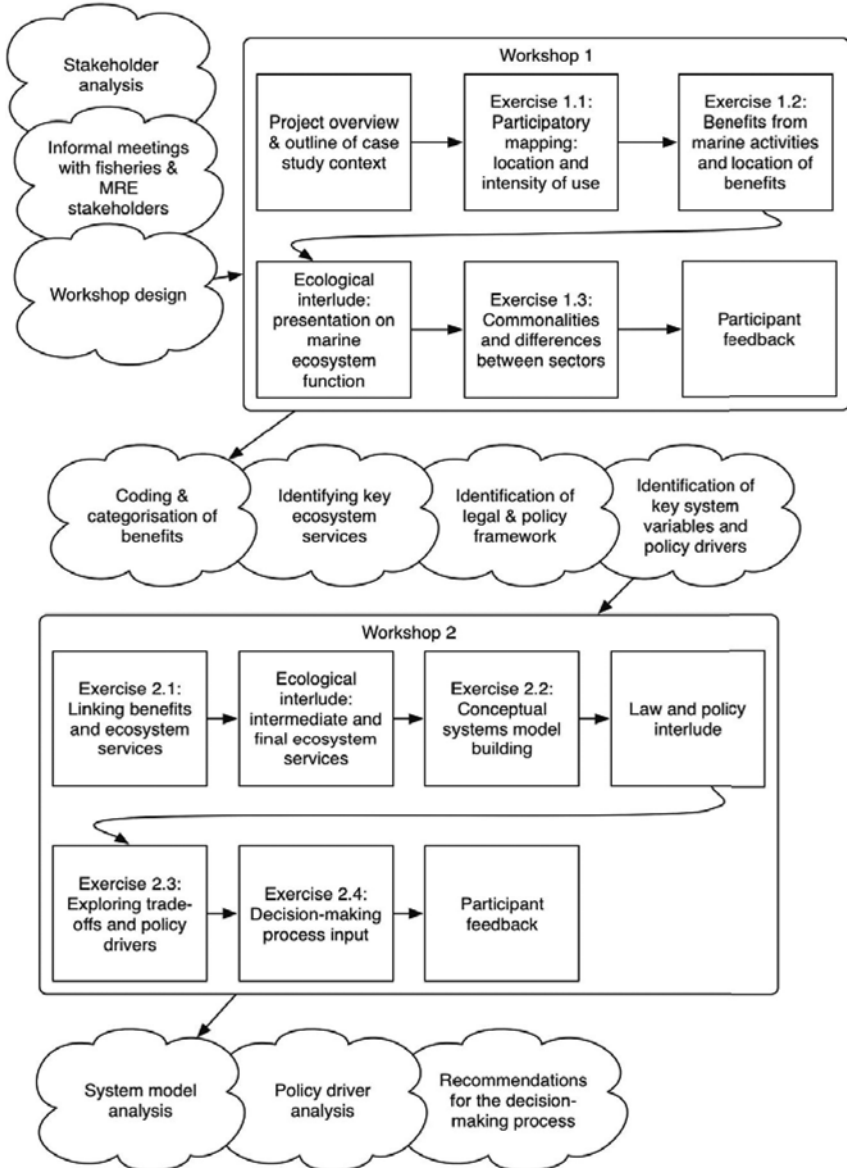 Stakeholder
analysis
Informal meetings
with fisheries &
MRE
stakeholders
Workshop design
Workshop 1
Project overview
& outline of case
study context
Exercise 1.1:
Participatory
mapping:
location and
intensity of use
Exercise 1.2:
Benefits from
marine activities
and location of
benefits
Ecological
interlude:
presentation on
marine
ecosystem
function
Exercise 1.3:
Commonalities
and differences
between sectors
Participant
feedback
Coding &
categorisation of
benefits
Identifying key
ecosystem
services
Identification of
legal & policy
framework
Identification of
key system
variables and
policy drivers
Workshop 2
Exercise 2.1:
Linking benefits
and ecosystem
services
Ecological
interlude:
intermediate and
final ecosystem
services
Exercise 2.2:
Conceptual
systems model
building
Law and policy
interlude
Exercise 2.3:
Exploring trade-
offs and policy
drivers
Exercise 2.4:
Decision-making
process input
Participant
feedback
System model
analysis
Policy driver
analysis
Recommendations
for the decision-
making process